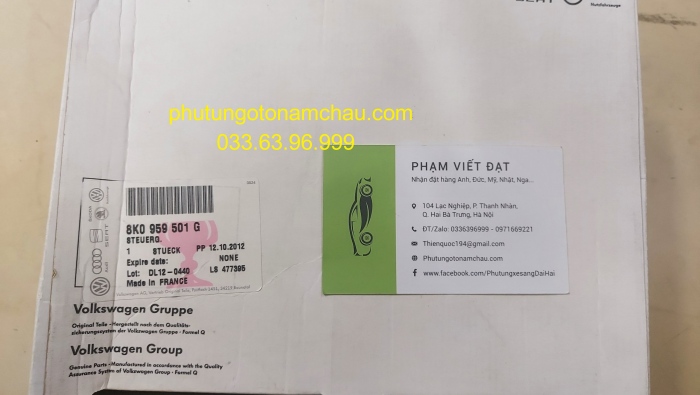 Nutzfahrzeuge
phutungotonamchau.com
033.63.96.999
8K0 959 501 G
STEUERG.
1 STUECK PP 12.10.2012
Expire date: NONE
Lot: DL12-0440 LS 477395
Made in FRANCE
Volkswagen Gruppe
Original Teile - Hergestellt nach dem Qualitäts-
sicherungssystem der Volkswagen Gruppe - Formel Q
Volkswagen Group
Genuine Parts - Manufactured in accordance with the Quality
Assurance System of Volkswagen Group - Formel Q
PHẠM VIẾT ĐẠT
Nhận đặt hàng Anh, Đức, Mỹ, Nhật, Nga...
104 Lạc Nghiệp, P. Thanh Nhàn,
Q. Hai Bà Trưng, Hà Nội
ĐT/Zalo: 0336396999 - 0971669221
Thienquoc194@gmail.com
Phutungotonamchau.com
www.facebook.com/PhutungxesangDaiHai